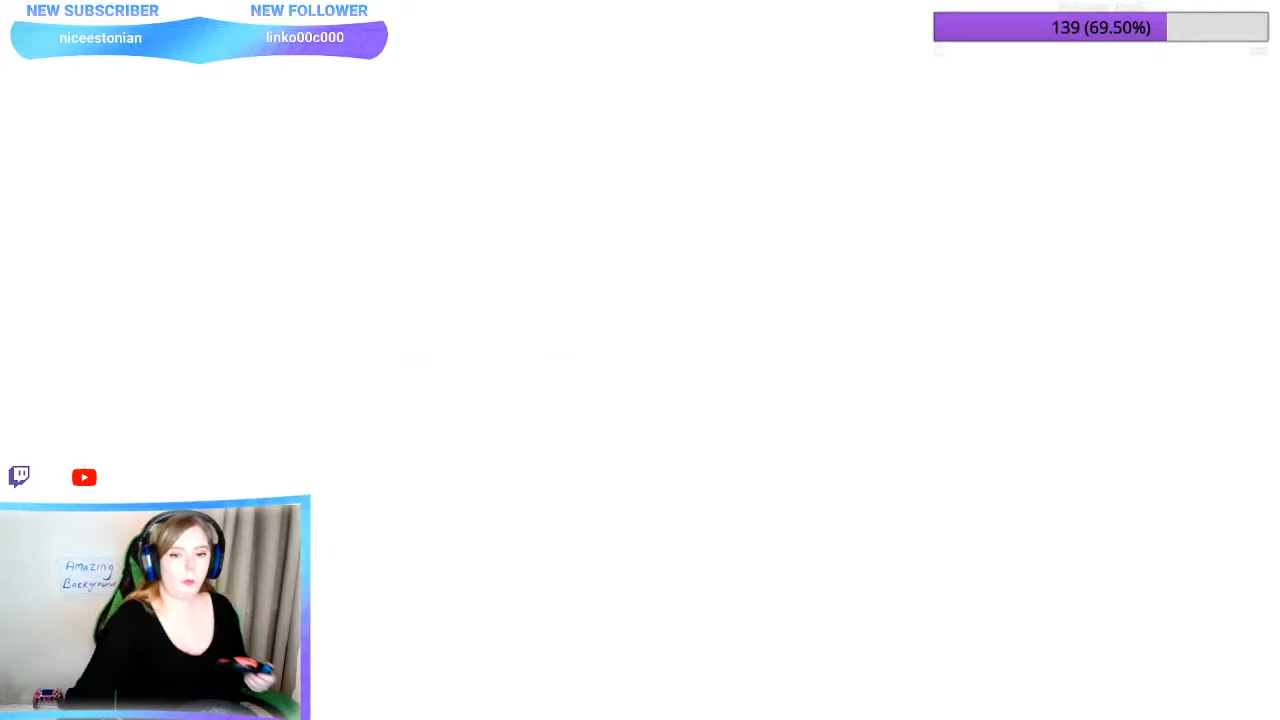 NEW SUBSCRIBER
NEW FOLLOWER
niceestonian
linko00c000
139 (69.50%)
Amazing
Background